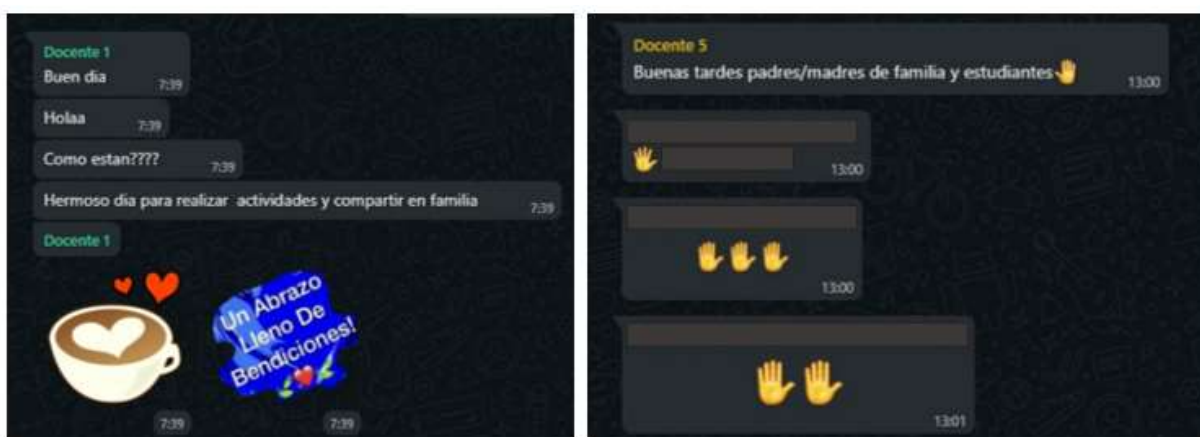 Docente 1
Buen dia
7:39
Holaa
7:39
Como estan????
7:39
Hermoso dia para realizar actividades y compartir en familia
7:39
Docente 1
Un Abrazo
Lleno De
Bendiciones!
7:39
7:39
Docente 5
Buenas tardes padres/madres de familia y estudiantes🤚
13:00
🖐
13:00
🖐🖐🖐
13:00
🖐🖐
13:01